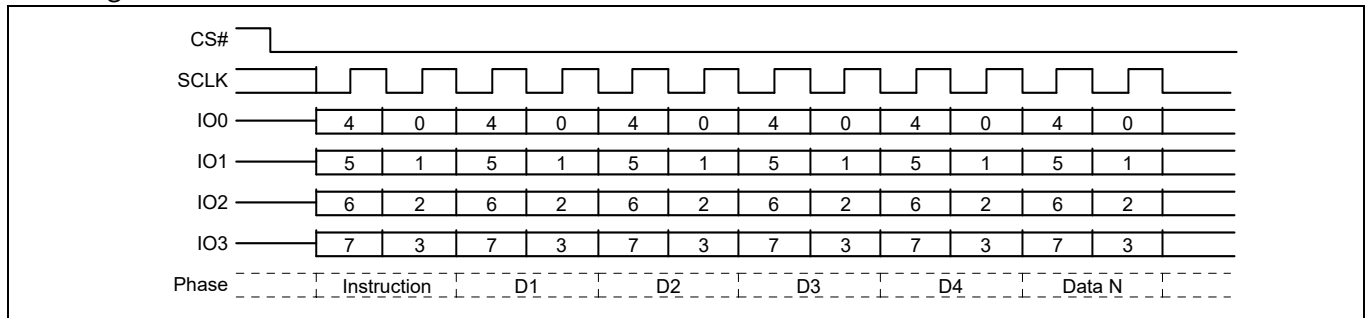 CS#
SCLK
IO0 4 0 4 0 4 0 4 0 4 0 4 0
IO1 5 1 5 1 5 1 5 1 5 1 5 1
IO2 6 2 6 2 6 2 6 2 6 2 6 2
IO3 7 3 7 3 7 3 7 3 7 3 7 3
Phase Instruction D1 D2 D3 D4 Data N